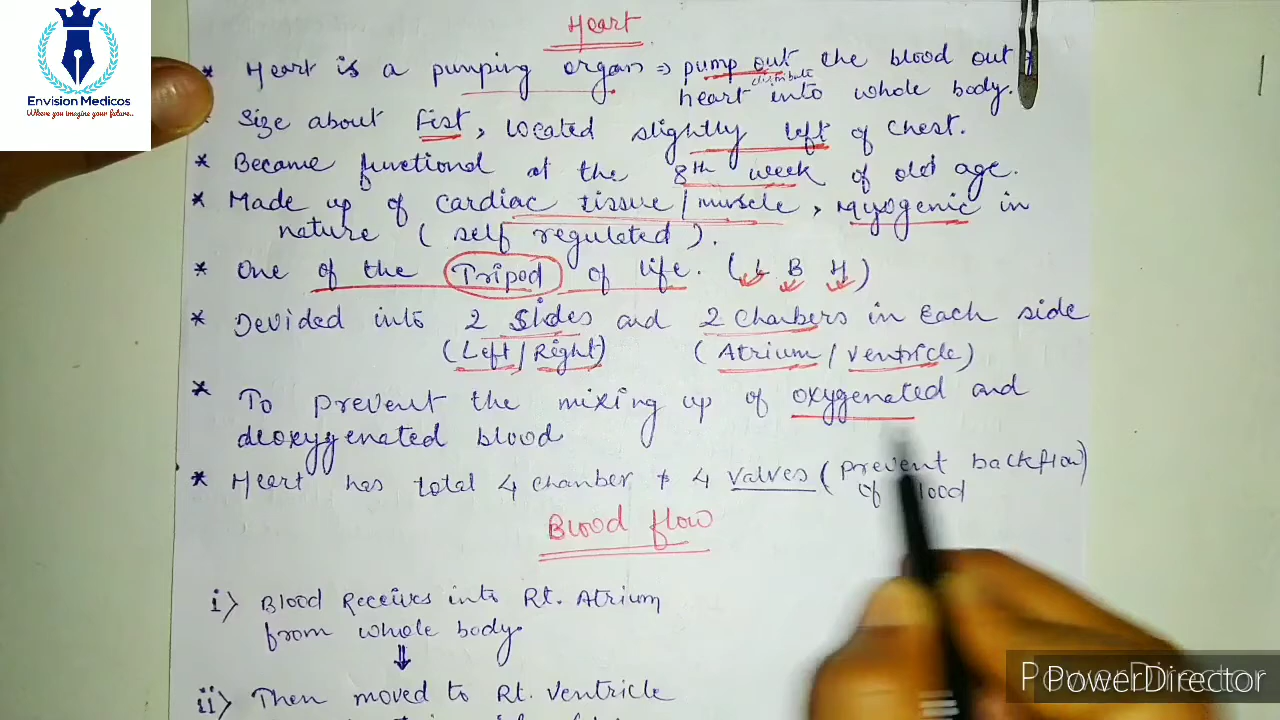 Envision Medicos
Where you imagine your future..
Heart
* Heart is a pumping organ ⇒ pump out the blood out
distribute
heart into whole body.
Size about Fist, located slightly left of chest.
* Became functional at the 8th week of old age.
* Made up of cardiac tissue/muscle, Myogenic in
nature (self regulated).
* One of the Tripod of life. (L B H)
* Devided into 2 Sides and 2 Chambers in Each side
(Left/Right) (Atrium/Ventricle)
* To prevent the mixing up of oxygenated and
deoxygenated blood
* Heart has total 4 chamber & 4 valves (prevent backflow)
of blood
Blood flow
i) Blood Receives into Rt. Atrium
from whole body.
⇓
ii) Then moved to Rt. Ventricle
PowerDirector